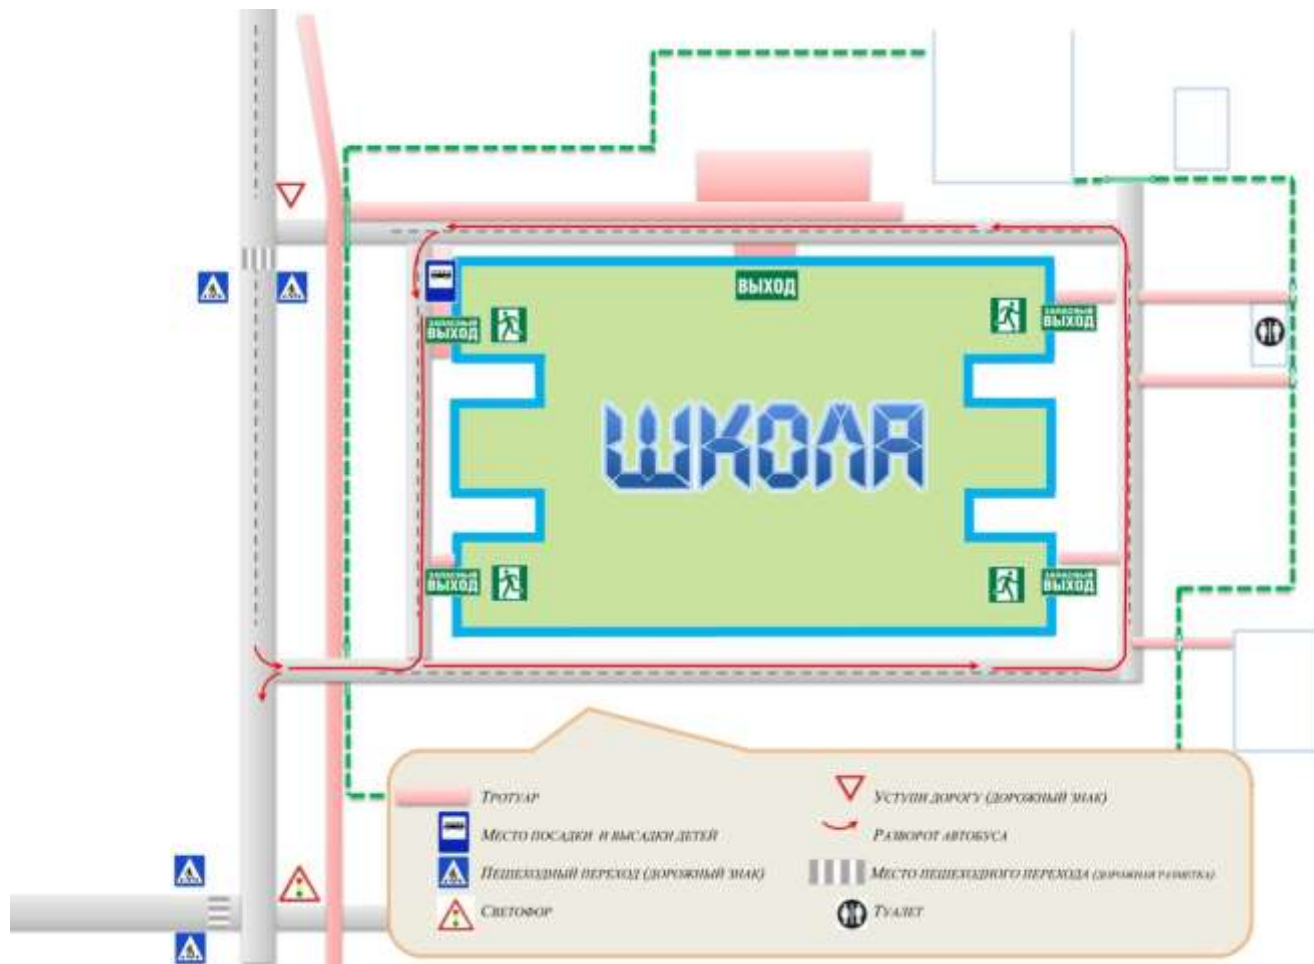 ВЫХОД
ЗАПАСНЫЙ
ВЫХОД
ЗАПАСНЫЙ
ВЫХОД
ШКОЛА
ЗАПАСНЫЙ
ВЫХОД
ЗАПАСНЫЙ
ВЫХОД
ТРОТУАР
МЕСТО ПОСАДКИ И ВЫСАДКИ ДЕТЕЙ
ПЕШЕХОДНЫЙ ПЕРЕХОД (ДОРОЖНЫЙ ЗНАК)
СВЕТОФОР
УСТУПИ ДОРОГУ (ДОРОЖНЫЙ ЗНАК)
РАЗВОРОТ АВТОБУСА
МЕСТО ПЕШЕХОДНОГО ПЕРЕХОДА (ДОРОЖНАЯ РАЗМЕТКА)
ТУАЛЕТ